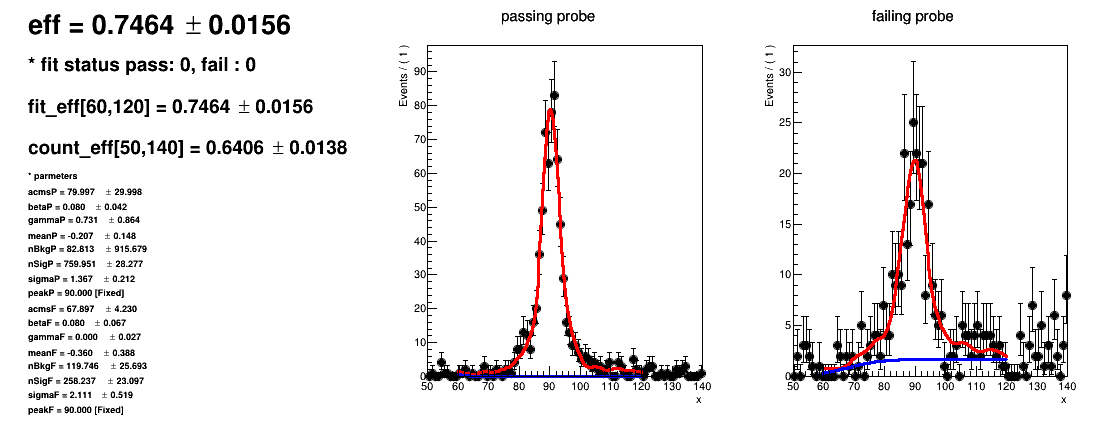 eff = 0.7464 ± 0.0156
* fit status pass: 0, fail : 0
fit_eff[60,120] = 0.7464 ± 0.0156
count_eff[50,140] = 0.6406 ± 0.0138
* parmeters
acmsP = 79.997 ± 29.998
betaP = 0.080 ± 0.042
gammaP = 0.731 ± 0.864
meanP = -0.207 ± 0.148
nBkgP = 82.813 ± 915.679
nSigP = 759.951 ± 28.277
sigmaP = 1.367 ± 0.212
peakP = 90.000 [Fixed]
acmsF = 67.897 ± 4.230
betaF = 0.080 ± 0.067
gammaF = 0.000 ± 0.027
meanF = -0.360 ± 0.388
nBkgF = 119.746 ± 25.693
nSigF = 258.237 ± 23.097
sigmaF = 2.111 ± 0.519
peakF = 90.000 [Fixed]
passing probe
Events / ( 1 )
90
80
70
60
50
40
30
20
10
0
50 60 70 80 90 100 110 120 130 140
x
failing probe
Events / ( 1 )
30
25
20
15
10
5
0
50 60 70 80 90 100 110 120 130 140
x